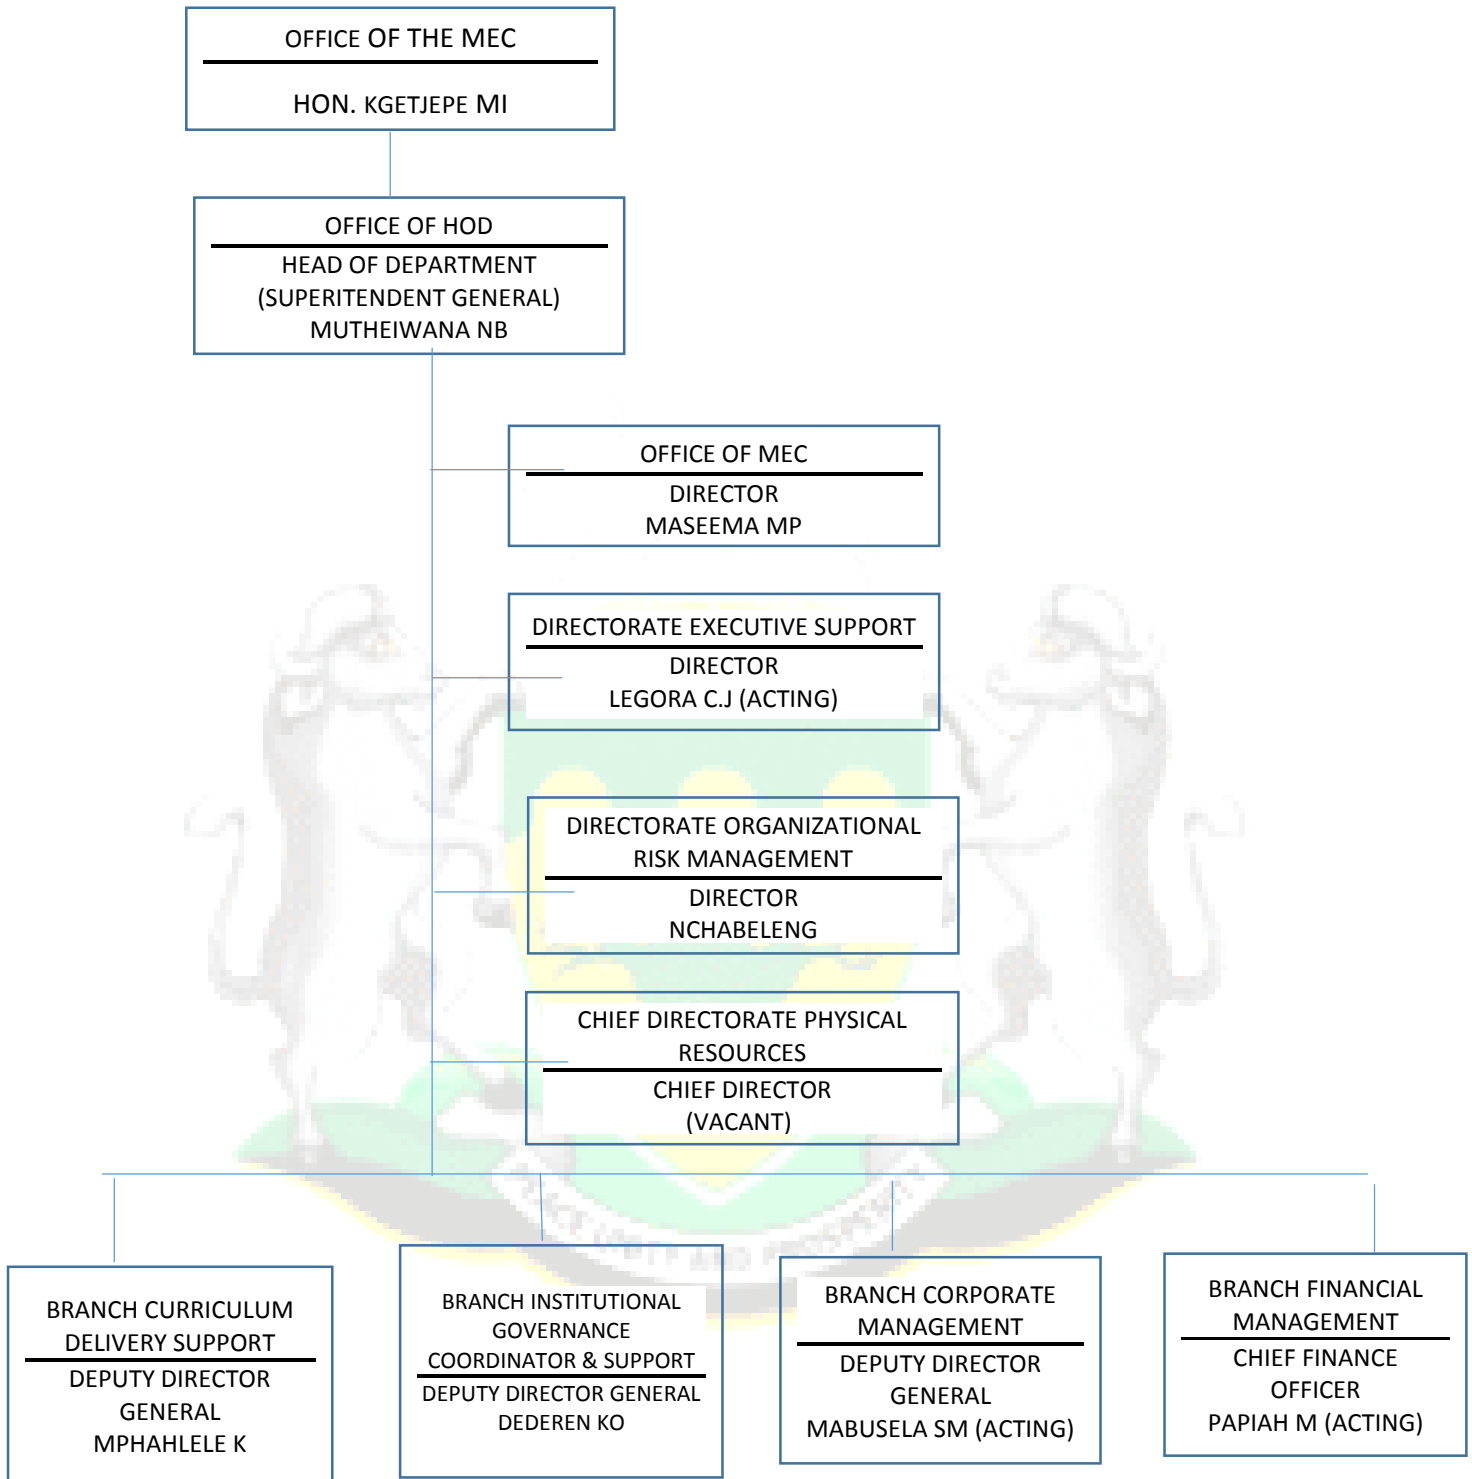 OFFICE OF THE MEC
HON. KGETJEPE MI
OFFICE OF HOD
HEAD OF DEPARTMENT
(SUPERITENDENT GENERAL)
MUTHEIWANA NB
OFFICE OF MEC
DIRECTOR
MASEEMA MP
DIRECTORATE EXECUTIVE SUPPORT
DIRECTOR
LEGORA C.J (ACTING)
DIRECTORATE ORGANIZATIONAL
RISK MANAGEMENT
DIRECTOR
NCHABELENG
CHIEF DIRECTORATE PHYSICAL
RESOURCES
CHIEF DIRECTOR
(VACANT)
PEACE UNITY AND PROSPERITY
BRANCH CURRICULUM
DELIVERY SUPPORT
DEPUTY DIRECTOR
GENERAL
MPHAHLELE K
BRANCH INSTITUTIONAL
GOVERNANCE
COORDINATOR & SUPPORT
DEPUTY DIRECTOR GENERAL
DEDEREN KO
BRANCH CORPORATE
MANAGEMENT
DEPUTY DIRECTOR
GENERAL
MABUSELA SM (ACTING)
BRANCH FINANCIAL
MANAGEMENT
CHIEF FINANCE
OFFICER
PAPIAH M (ACTING)